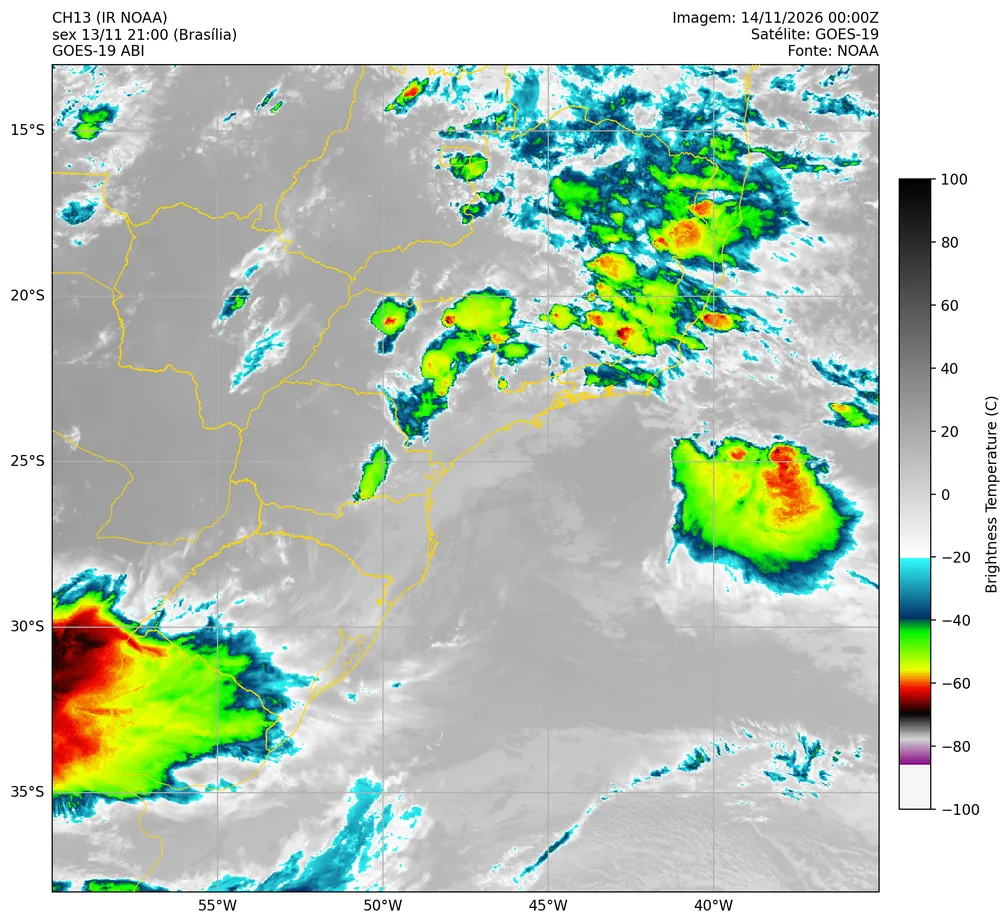 CH13 (IR NOAA)
sex 13/11 21:00 (Brasília)
GOES-19 ABI
Imagem: 14/11/2026 00:00Z
Satélite: GOES-19
Fonte: NOAA
15°S
20°S
25°S
30°S
35°S
55°W
50°W
45°W
40°W
100
80
60
40
20
0
−20
−40
−60
−80
−100
Brightness Temperature (C)